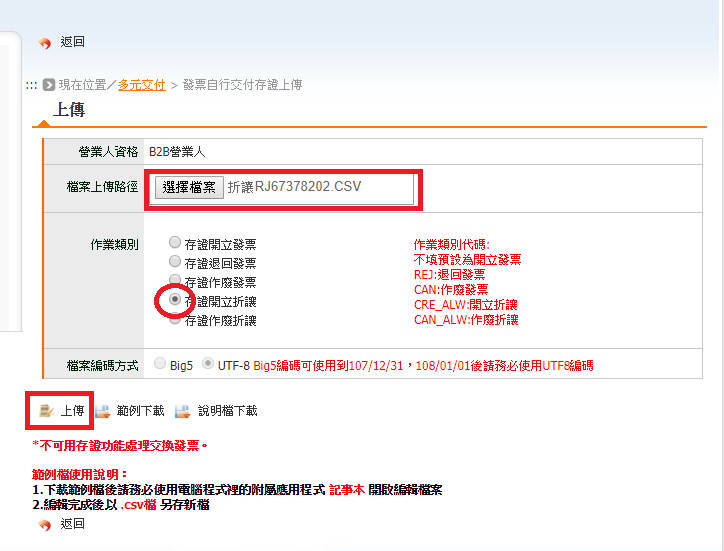 返回
::: 現在位置／多元交付 > 發票自行交付存證上傳
上傳
營業人資格 B2B營業人
檔案上傳路徑 選擇檔案 折讓RJ67378202.CSV
作業類別
存證開立發票
存證退回發票
存證作廢發票
存證開立折讓
存證作廢折讓
作業類別代碼:
不填預設為開立發票
REJ:退回發票
CAN:作廢發票
CRE_ALW:開立折讓
CAN_ALW:作廢折讓
檔案編碼方式 Big5 UTF-8 Big5編碼可使用到107/12/31，108/01/01後請務必使用UTF8編碼
上傳 範例下載 說明檔下載
*不可用存證功能處理交換發票。
範例檔使用說明：
1.下載範例檔後請務必使用電腦程式裡的附屬應用程式 記事本 開啟編輯檔案
2.編輯完成後以 .csv檔 另存新檔
返回